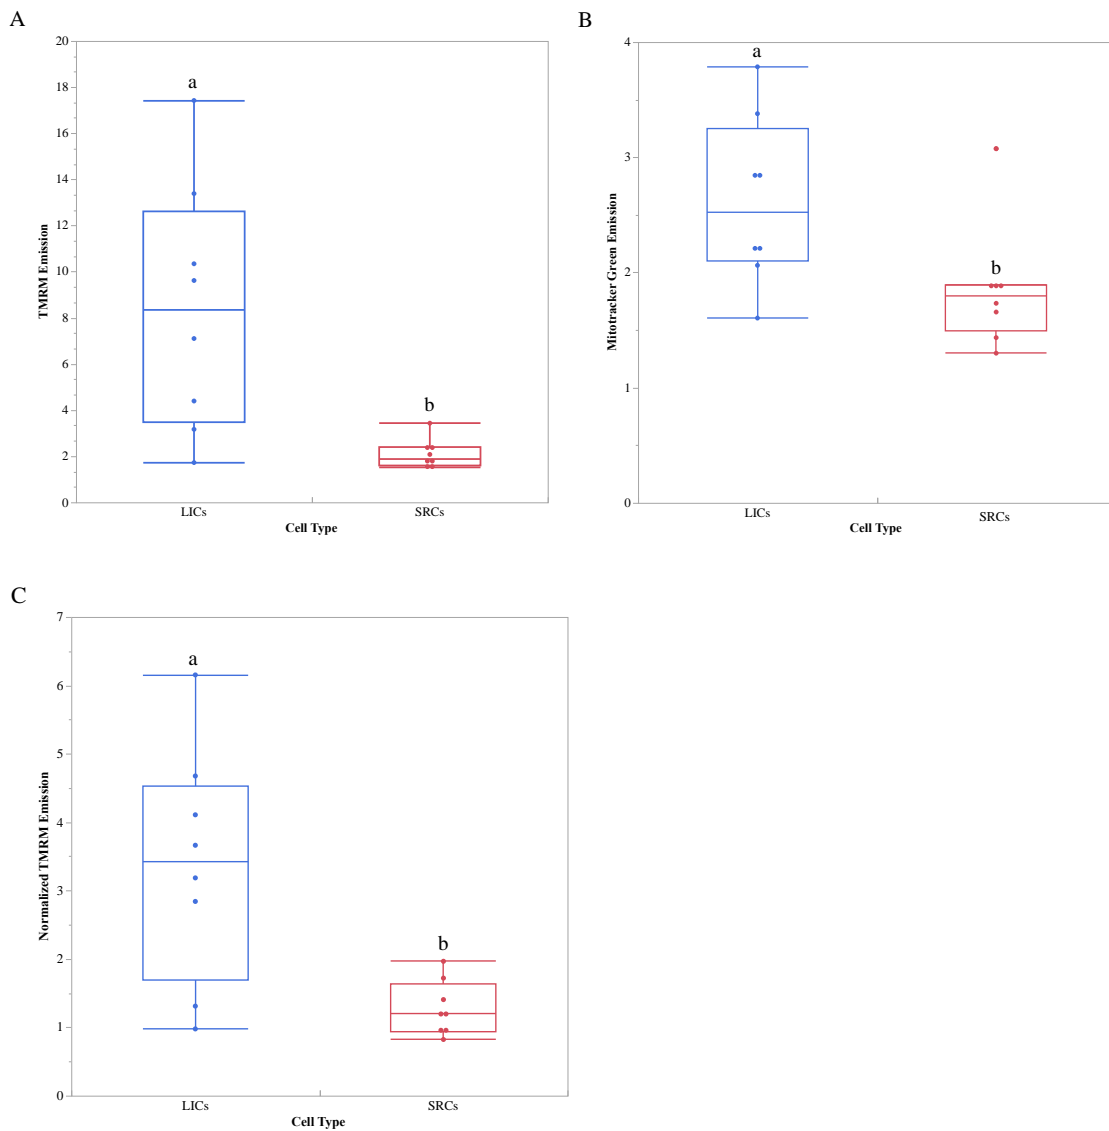 A
20
18
16
14
12
10
8
6
4
2
0
TMRM Emission
a
b
LICs
SRCs
Cell Type
B
4
3
2
1
0
Mitotracker Green Emission
a
b
LICs
SRCs
Cell Type
C
7
6
5
4
3
2
1
0
Normalized TMRM Emission
a
b
LICs
SRCs
Cell Type